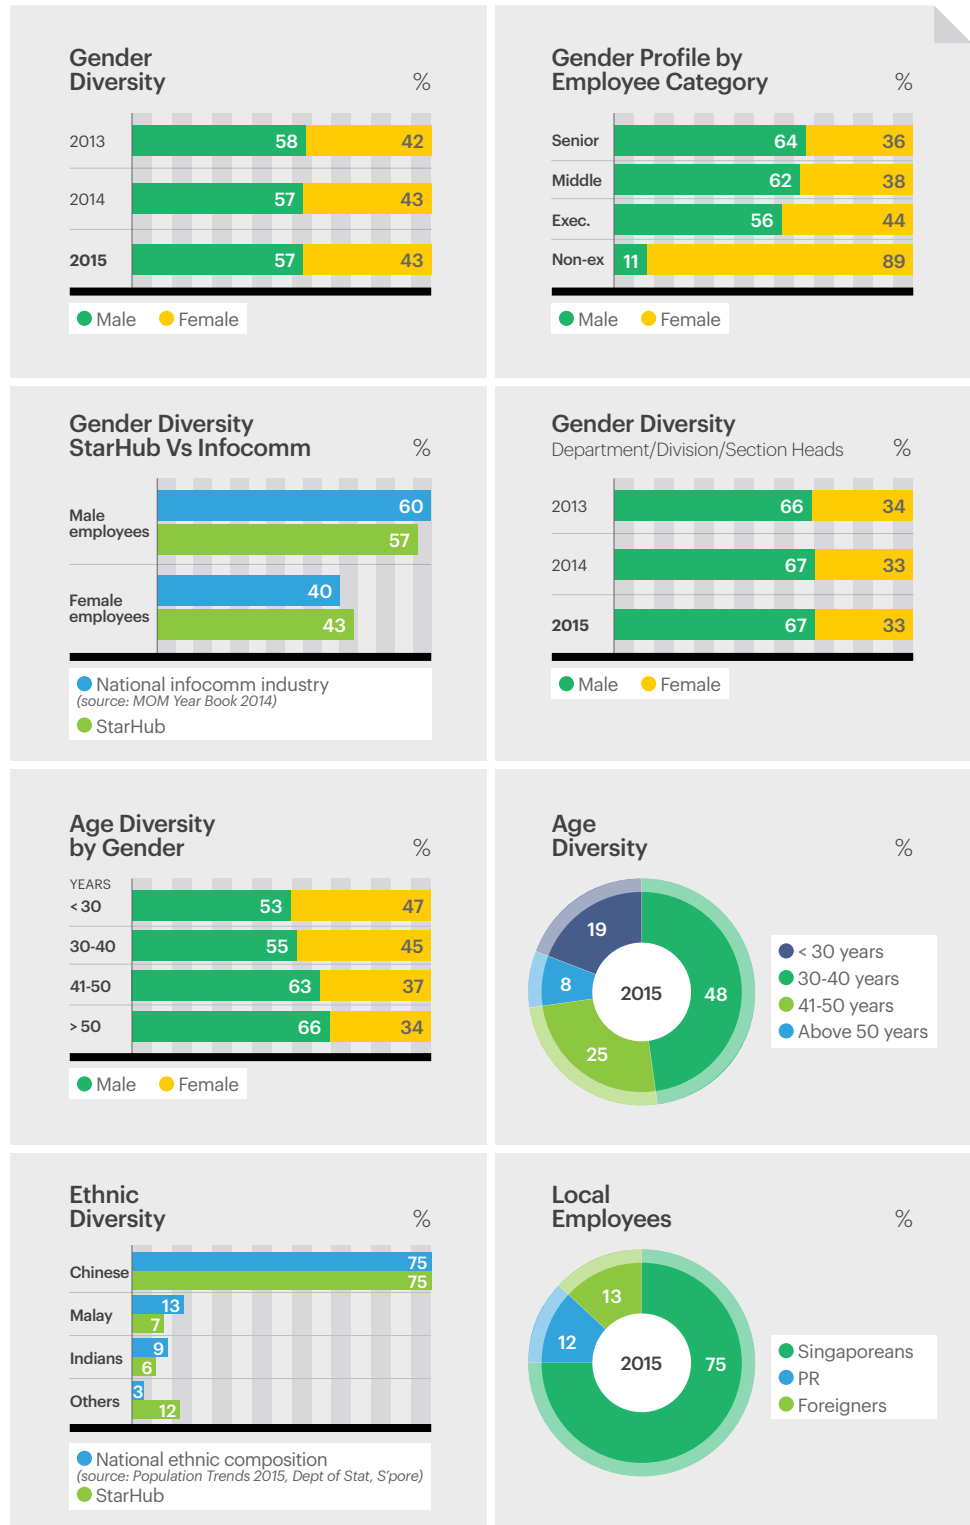 Gender
Diversity %
2013 58 42
2014 57 43
2015 57 43
Male Female
Gender Profile by
Employee Category %
Senior 64 36
Middle 62 38
Exec. 56 44
Non-ex 11 89
Male Female
Gender Diversity
StarHub Vs Infocomm %
60
Male
employees
57
40
Female
employees
43
National infocomm industry
(source: MOM Year Book 2014)
StarHub
Gender Diversity
Department/Division/Section Heads %
2013 66 34
2014 67 33
2015 67 33
Male Female
Age Diversity
by Gender %
YEARS
< 30 53 47
30-40 55 45
41-50 63 37
> 50 66 34
Male Female
Age
Diversity %
19
8 2015 48
25
< 30 years
30-40 years
41-50 years
Above 50 years
Ethnic
Diversity %
Chinese 75
75
Malay 13
7
Indians 9
6
Others 3
12
National ethnic composition
(source: Population Trends 2015, Dept of Stat, S'pore)
StarHub
Local
Employees %
13
12 2015 75
Singaporeans
PR
Foreigners